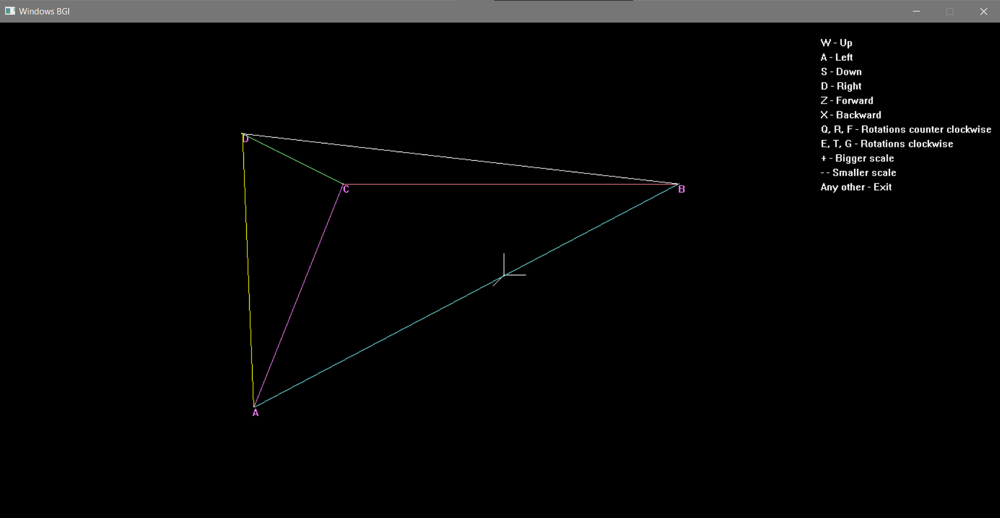 Windows BGI
W - Up
A - Left
S - Down
D - Right
Z - Forward
X - Backward
Q, R, F - Rotations counter clockwise
E, T, G - Rotations clockwise
+ - Bigger scale
- - Smaller scale
Any other - Exit
D
C
B
A